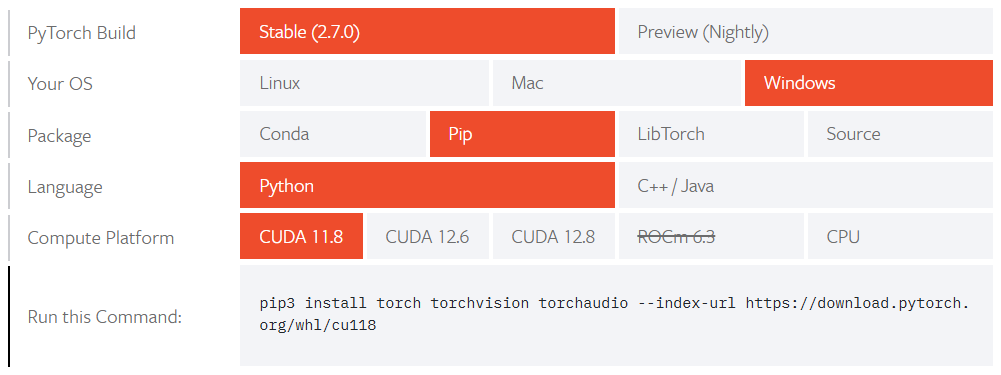 PyTorch Build
Stable (2.7.0)
Preview (Nightly)
Your OS
Linux
Mac
Windows
Package
Conda
Pip
LibTorch
Source
Language
Python
C++ / Java
Compute Platform
CUDA 11.8
CUDA 12.6
CUDA 12.8
ROCm 6.3
CPU
Run this Command:
pip3 install torch torchvision torchaudio --index-url https://download.pytorch.
org/whl/cu118